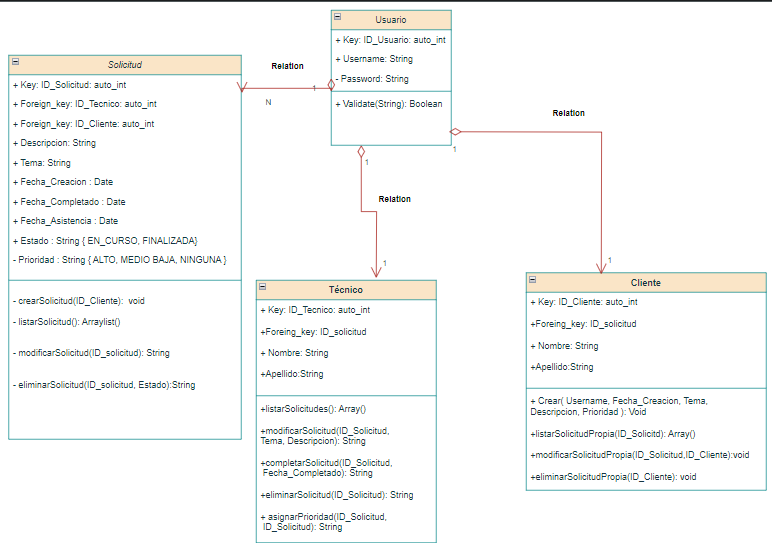 Usuario
+ Key: ID_Usuario: auto_int
+ Username: String
- Password: String
+ Validate(String): Boolean
Solicitud
+ Key: ID_Solicitud: auto_int
+ Foreign_key: ID_Tecnico: auto_int
+ Foreign_key: ID_Cliente: auto_int
+ Descripcion: String
+ Tema: String
+ Fecha_Creacion : Date
+ Fecha_Completado : Date
+ Fecha_Asistencia : Date
+ Estado : String { EN_CURSO, FINALIZADA}
- Prioridad : String { ALTO, MEDIO BAJA, NINGUNA }
- crearSolicitud(ID_Cliente): void
- listarSolicitud(): Arraylist()
- modificarSolicitud(ID_solicitud): String
- eliminarSolicitud(ID_solicitud, Estado):String
Relation
1
N
Relation
1
1
Relation
1
1
Técnico
+ Key: ID_Tecnico: auto_int
+Foreing_key: ID_solicitud
+ Nombre: String
+Apellido:String
+listarSolicitudes(): Array()
+modificarSolicitud(ID_Solicitud,
Tema, Descripcion): String
+completarSolicitud(ID_Solicitud,
Fecha_Completado): String
+eliminarSolicitud(ID_Solicitud): String
+ asignarPrioridad(ID_Solicitud,
ID_Solicitud): String
Cliente
+ Key: ID_Cliente: auto_int
+Foreing_key: ID_solicitud
+ Nombre: String
+Apellido:String
+ Crear( Username, Fecha_Creacion, Tema,
Descripcion, Prioridad ): Void
+listarSolicitudPropia(ID_Solicitd): Array()
+modificarSolicitudPropia(ID_Solicitud,ID_Cliente):void
+eliminarSolicitudPropia(ID_Cliente): void